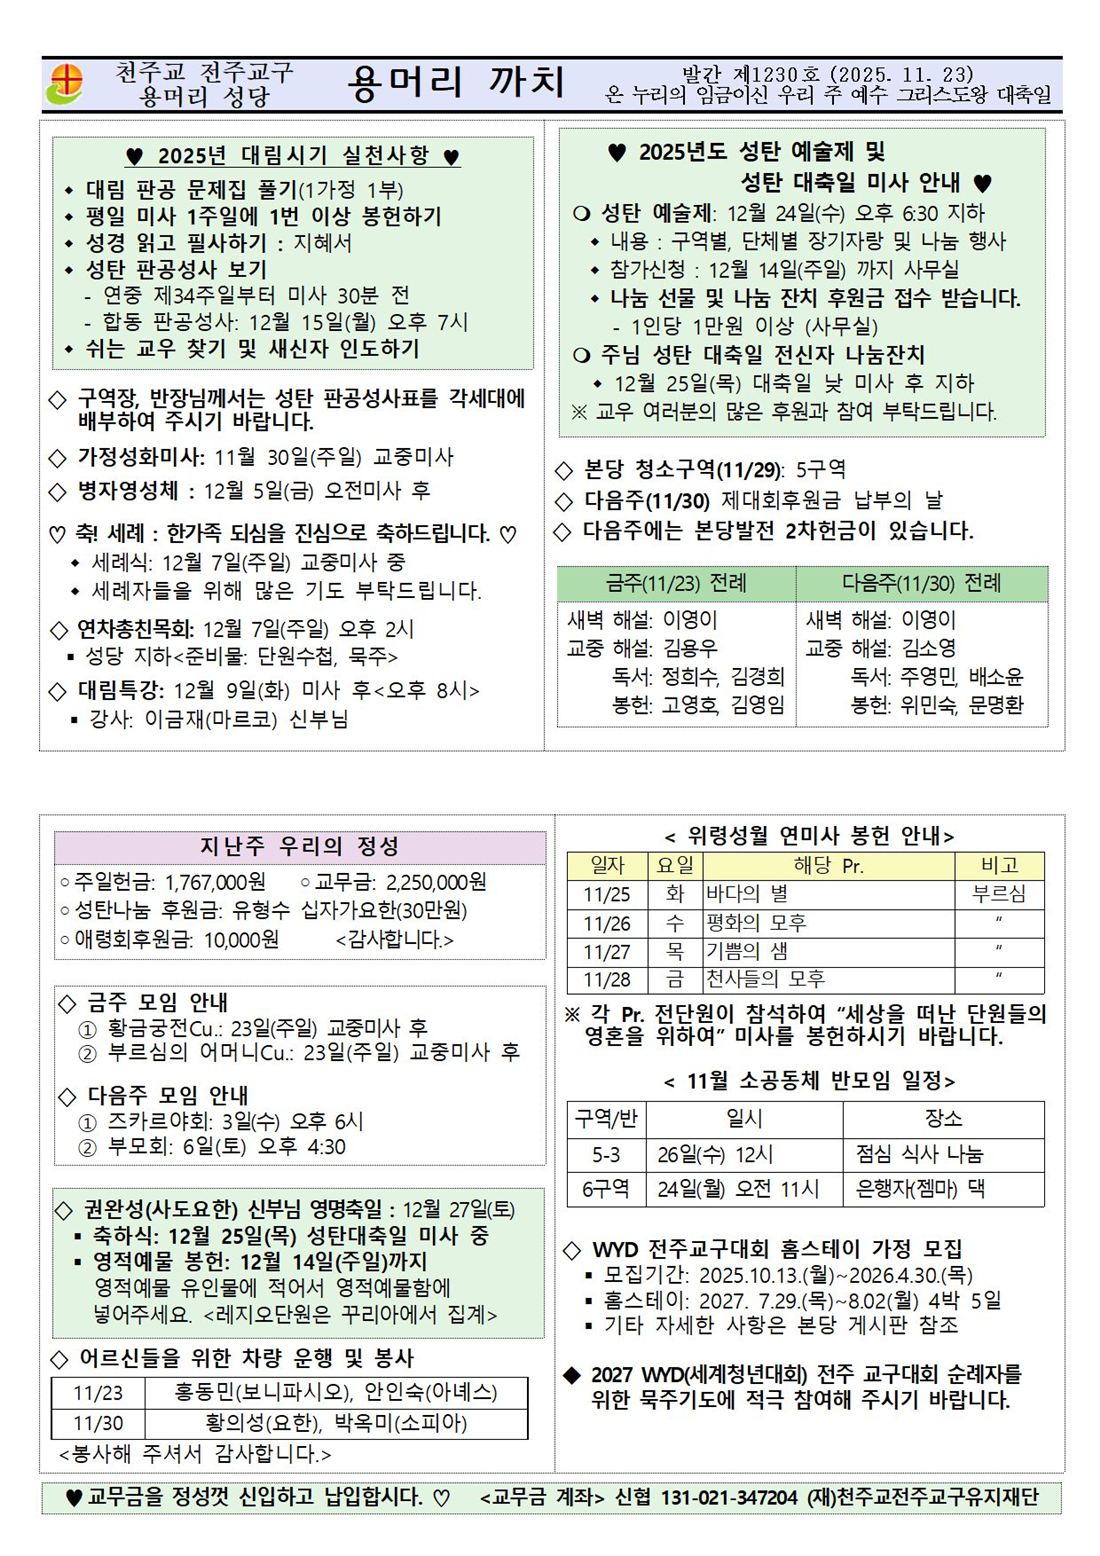 천주교 전주교구
용머리 성당
용머리 까치
발간 제1230호 (2025. 11. 23)
온 누리의 임금이신 우리 주 예수 그리스도왕 대축일
♥ 2025년 대림시기 실천사항 ♥
◆ 대림 판공 문제집 풀기(1가정 1부)
◆ 평일 미사 1주일에 1번 이상 봉헌하기
◆ 성경 읽고 필사하기 : 지혜서
◆ 성탄 판공성사 보기
- 연중 제34주일부터 미사 30분 전
- 합동 판공성사: 12월 15일(월) 오후 7시
◆ 쉬는 교우 찾기 및 새신자 인도하기
◇ 구역장, 반장님께서는 성탄 판공성사표를 각세대에
배부하여 주시기 바랍니다.
◇ 가정성화미사: 11월 30일(주일) 교중미사
◇ 병자영성체 : 12월 5일(금) 오전미사 후
♡ 축! 세례 : 한가족 되심을 진심으로 축하드립니다. ♡
◆ 세례식: 12월 7일(주일) 교중미사 중
◆ 세례자들을 위해 많은 기도 부탁드립니다.
◇ 연차총친목회: 12월 7일(주일) 오후 2시
▪ 성당 지하<준비물: 단원수첩, 묵주>
◇ 대림특강: 12월 9일(화) 미사 후<오후 8시>
▪ 강사: 이금재(마르코) 신부님
♥ 2025년도 성탄 예술제 및
성탄 대축일 미사 안내 ♥
❍ 성탄 예술제: 12월 24일(수) 오후 6:30 지하
◆ 내용 : 구역별, 단체별 장기자랑 및 나눔 행사
◆ 참가신청 : 12월 14일(주일) 까지 사무실
◆ 나눔 선물 및 나눔 잔치 후원금 접수 받습니다.
- 1인당 1만원 이상 (사무실)
❍ 주님 성탄 대축일 전신자 나눔잔치
◆ 12월 25일(목) 대축일 낮 미사 후 지하
※ 교우 여러분의 많은 후원과 참여 부탁드립니다.
◇ 본당 청소구역(11/29): 5구역
◇ 다음주(11/30) 제대회후원금 납부의 날
◇ 다음주에는 본당발전 2차헌금이 있습니다.
금주(11/23) 전례 다음주(11/30) 전례
새벽 해설: 이영이 새벽 해설: 이영이
교중 해설: 김용우 교중 해설: 김소영
독서: 정희수, 김경희 독서: 주영민, 배소윤
봉헌: 고영호, 김영임 봉헌: 위민숙, 문명환
지난주 우리의 정성
○ 주일헌금: 1,767,000원 ○ 교무금: 2,250,000원
○ 성탄나눔 후원금: 유형수 십자가요한(30만원)
○ 애령회후원금: 10,000원 <감사합니다.>
◇ 금주 모임 안내
① 황금궁전Cu.: 23일(주일) 교중미사 후
② 부르심의 어머니Cu.: 23일(주일) 교중미사 후
◇ 다음주 모임 안내
① 즈카르야회: 3일(수) 오후 6시
② 부모회: 6일(토) 오후 4:30
◇ 권완성(사도요한) 신부님 영명축일 : 12월 27일(토)
▪ 축하식: 12월 25일(목) 성탄대축일 미사 중
▪ 영적예물 봉헌: 12월 14일(주일)까지
영적예물 유인물에 적어서 영적예물함에
넣어주세요. <레지오단원은 꾸리아에서 집계>
◇ 어르신들을 위한 차량 운행 및 봉사
11/23 홍동민(보니파시오), 안인숙(아녜스)
11/30 황의성(요한), 박옥미(소피아)
<봉사해 주셔서 감사합니다.>
< 위령성월 연미사 봉헌 안내>
일자 요일 해당 Pr. 비고
11/25 화 바다의 별 부르심
11/26 수 평화의 모후 "
11/27 목 기쁨의 샘 "
11/28 금 천사들의 모후 "
※ 각 Pr. 전단원이 참석하여 “세상을 떠난 단원들의
영혼을 위하여” 미사를 봉헌하시기 바랍니다.
< 11월 소공동체 반모임 일정>
구역/반 일시 장소
5-3 26일(수) 12시 점심 식사 나눔
6구역 24일(월) 오전 11시 은행자(젬마) 댁
◇ WYD 전주교구대회 홈스테이 가정 모집
▪ 모집기간: 2025.10.13.(월)~2026.4.30.(목)
▪ 홈스테이: 2027. 7.29.(목)~8.02(월) 4박 5일
▪ 기타 자세한 사항은 본당 게시판 참조
◆ 2027 WYD(세계청년대회) 전주 교구대회 순례자를
위한 묵주기도에 적극 참여해 주시기 바랍니다.
♥ 교무금을 정성껏 신입하고 납입합시다. ♡ <교무금 계좌> 신협 131-021-347204 (재)천주교전주교구유지재단